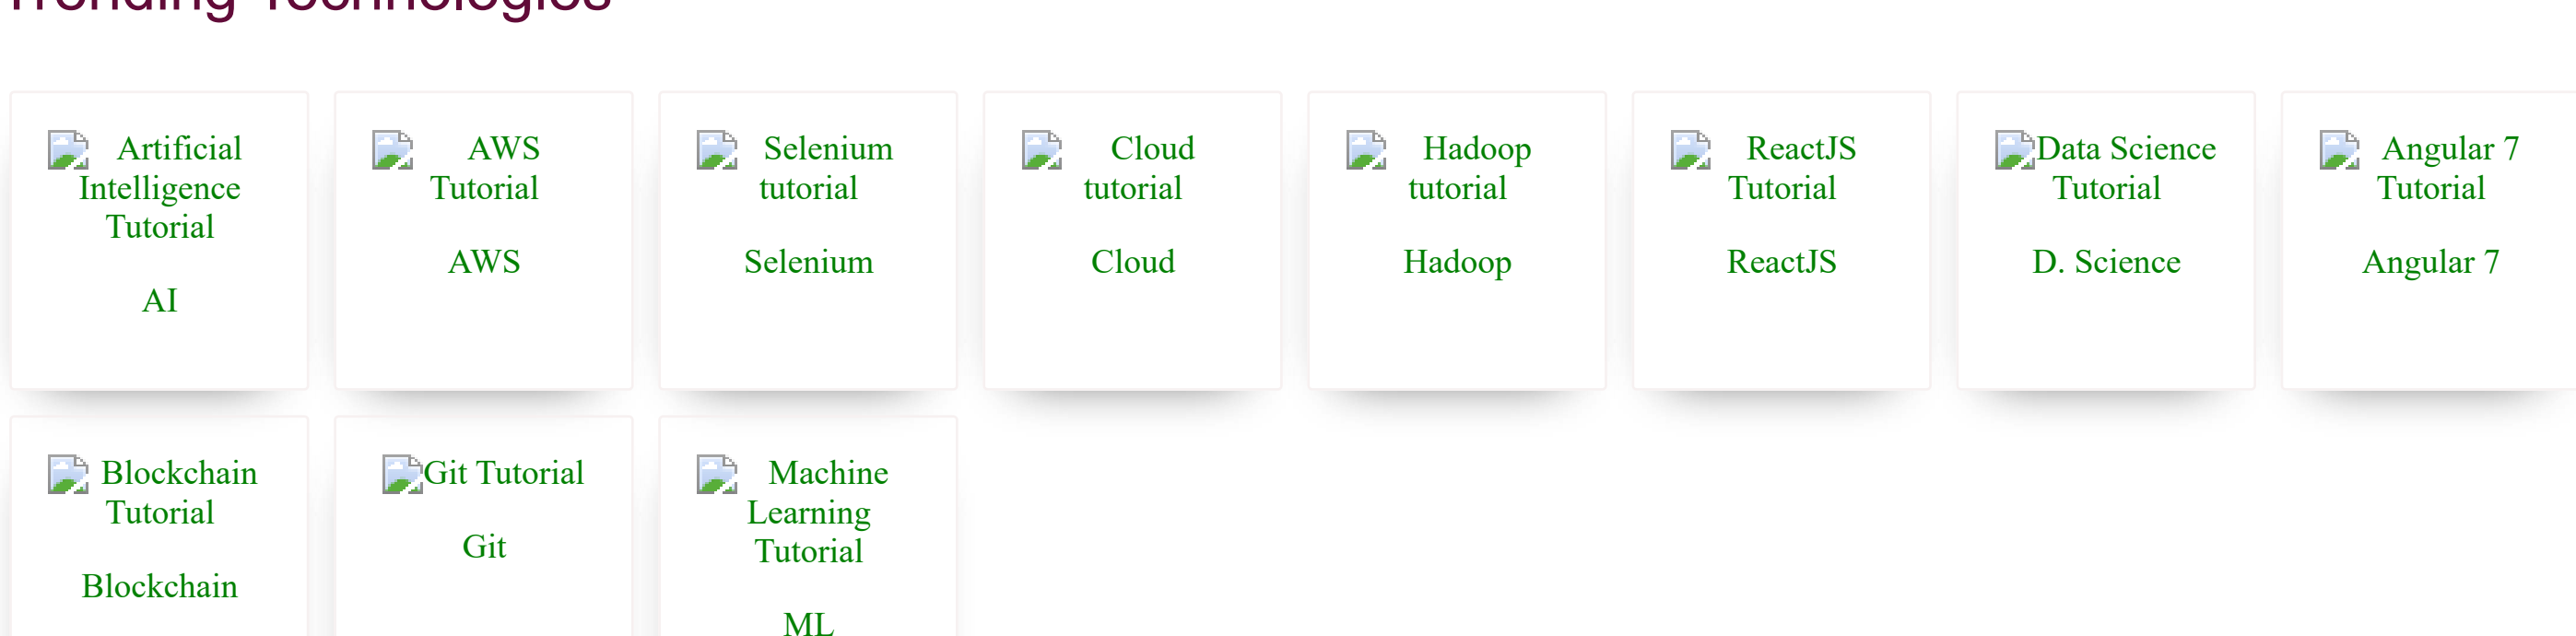 Trending Technologies
Artificial
Intelligence
Tutorial
AI
AWS
Tutorial
AWS
Selenium
tutorial
Selenium
Cloud
tutorial
Cloud
Hadoop
tutorial
Hadoop
ReactJS
Tutorial
ReactJS
Data Science
Tutorial
D. Science
Angular 7
Tutorial
Angular 7
Blockchain
Tutorial
Blockchain
Git Tutorial
Git
Machine
Learning
Tutorial
ML